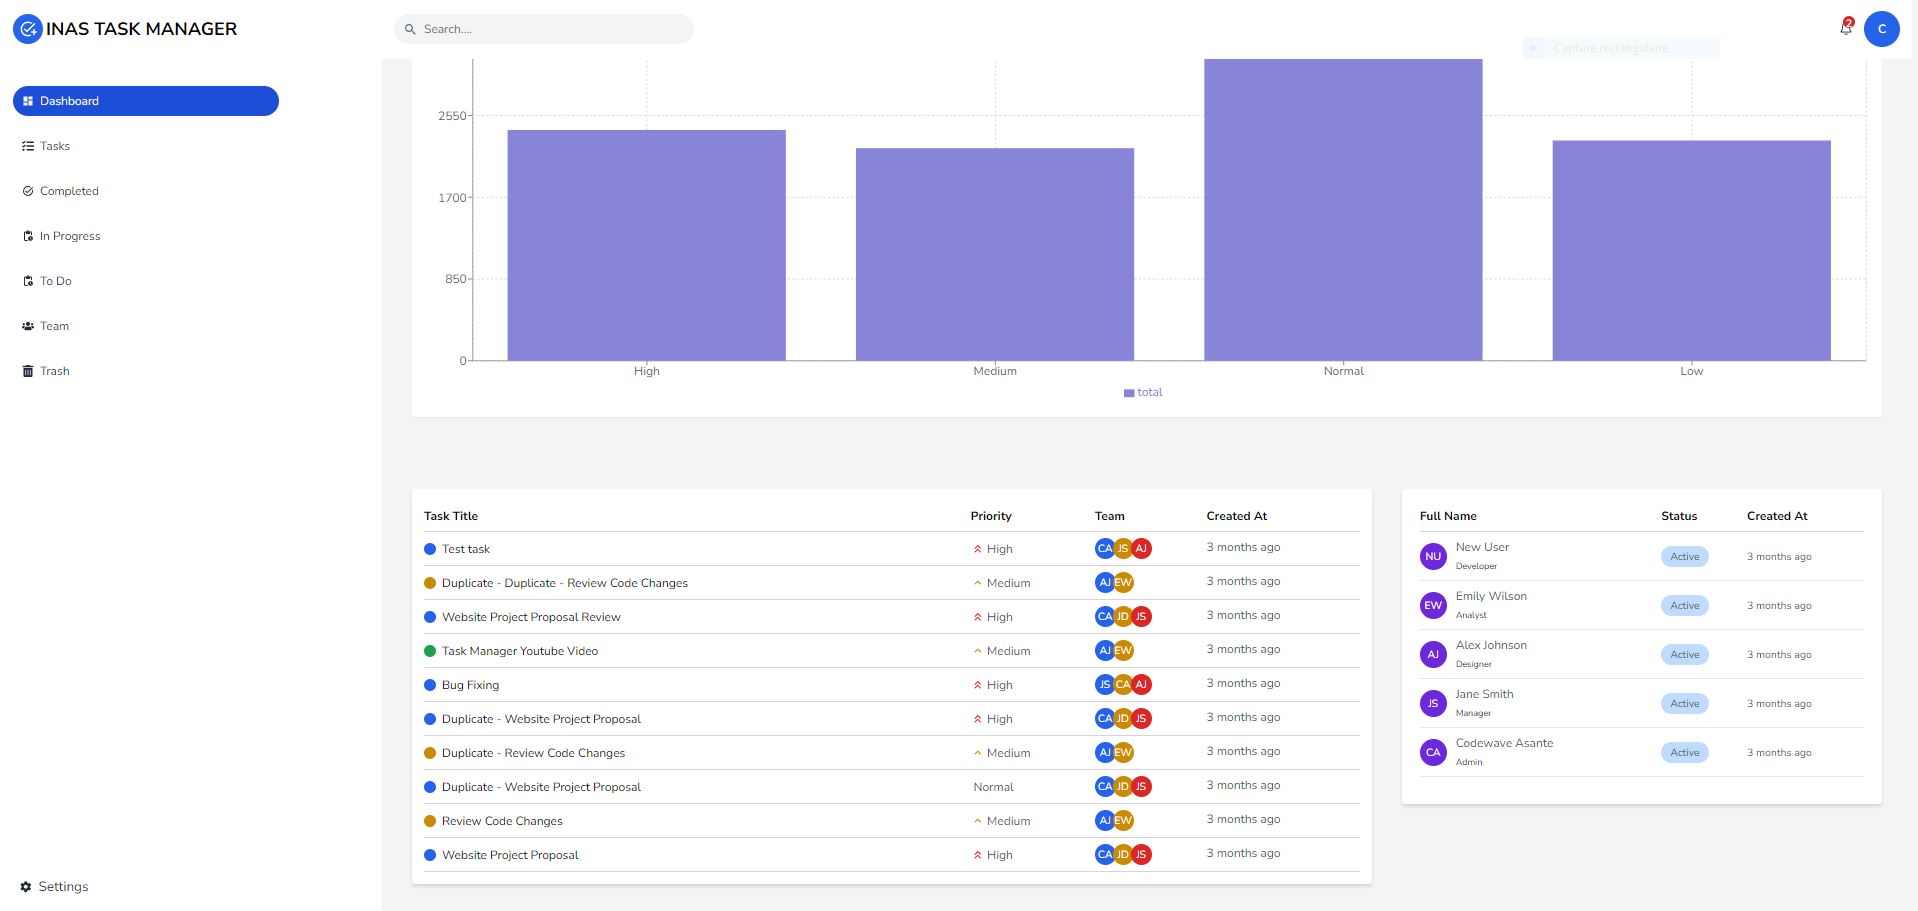 INAS TASK MANAGER
Search....
2
C
Capture rectangulaire
Dashboard
Tasks
Completed
In Progress
To Do
Team
Trash
Settings
2550
1700
850
0
High Medium Normal Low
total
Task Title Priority Team Created At
Test task High CA JS AJ 3 months ago
Duplicate - Duplicate - Review Code Changes Medium AJ EW 3 months ago
Website Project Proposal Review High CA JD JS 3 months ago
Task Manager Youtube Video Medium AJ EW 3 months ago
Bug Fixing High JS CA AJ 3 months ago
Duplicate - Website Project Proposal High CA JD JS 3 months ago
Duplicate - Review Code Changes Medium AJ EW 3 months ago
Duplicate - Website Project Proposal Normal CA JD JS 3 months ago
Review Code Changes Medium AJ EW 3 months ago
Website Project Proposal High CA JD JS 3 months ago
Full Name Status Created At
NU New User Active 3 months ago
Developer
EW Emily Wilson Active 3 months ago
Analyst
AJ Alex Johnson Active 3 months ago
Designer
JS Jane Smith Active 3 months ago
Manager
CA Codewave Asante Active 3 months ago
Admin